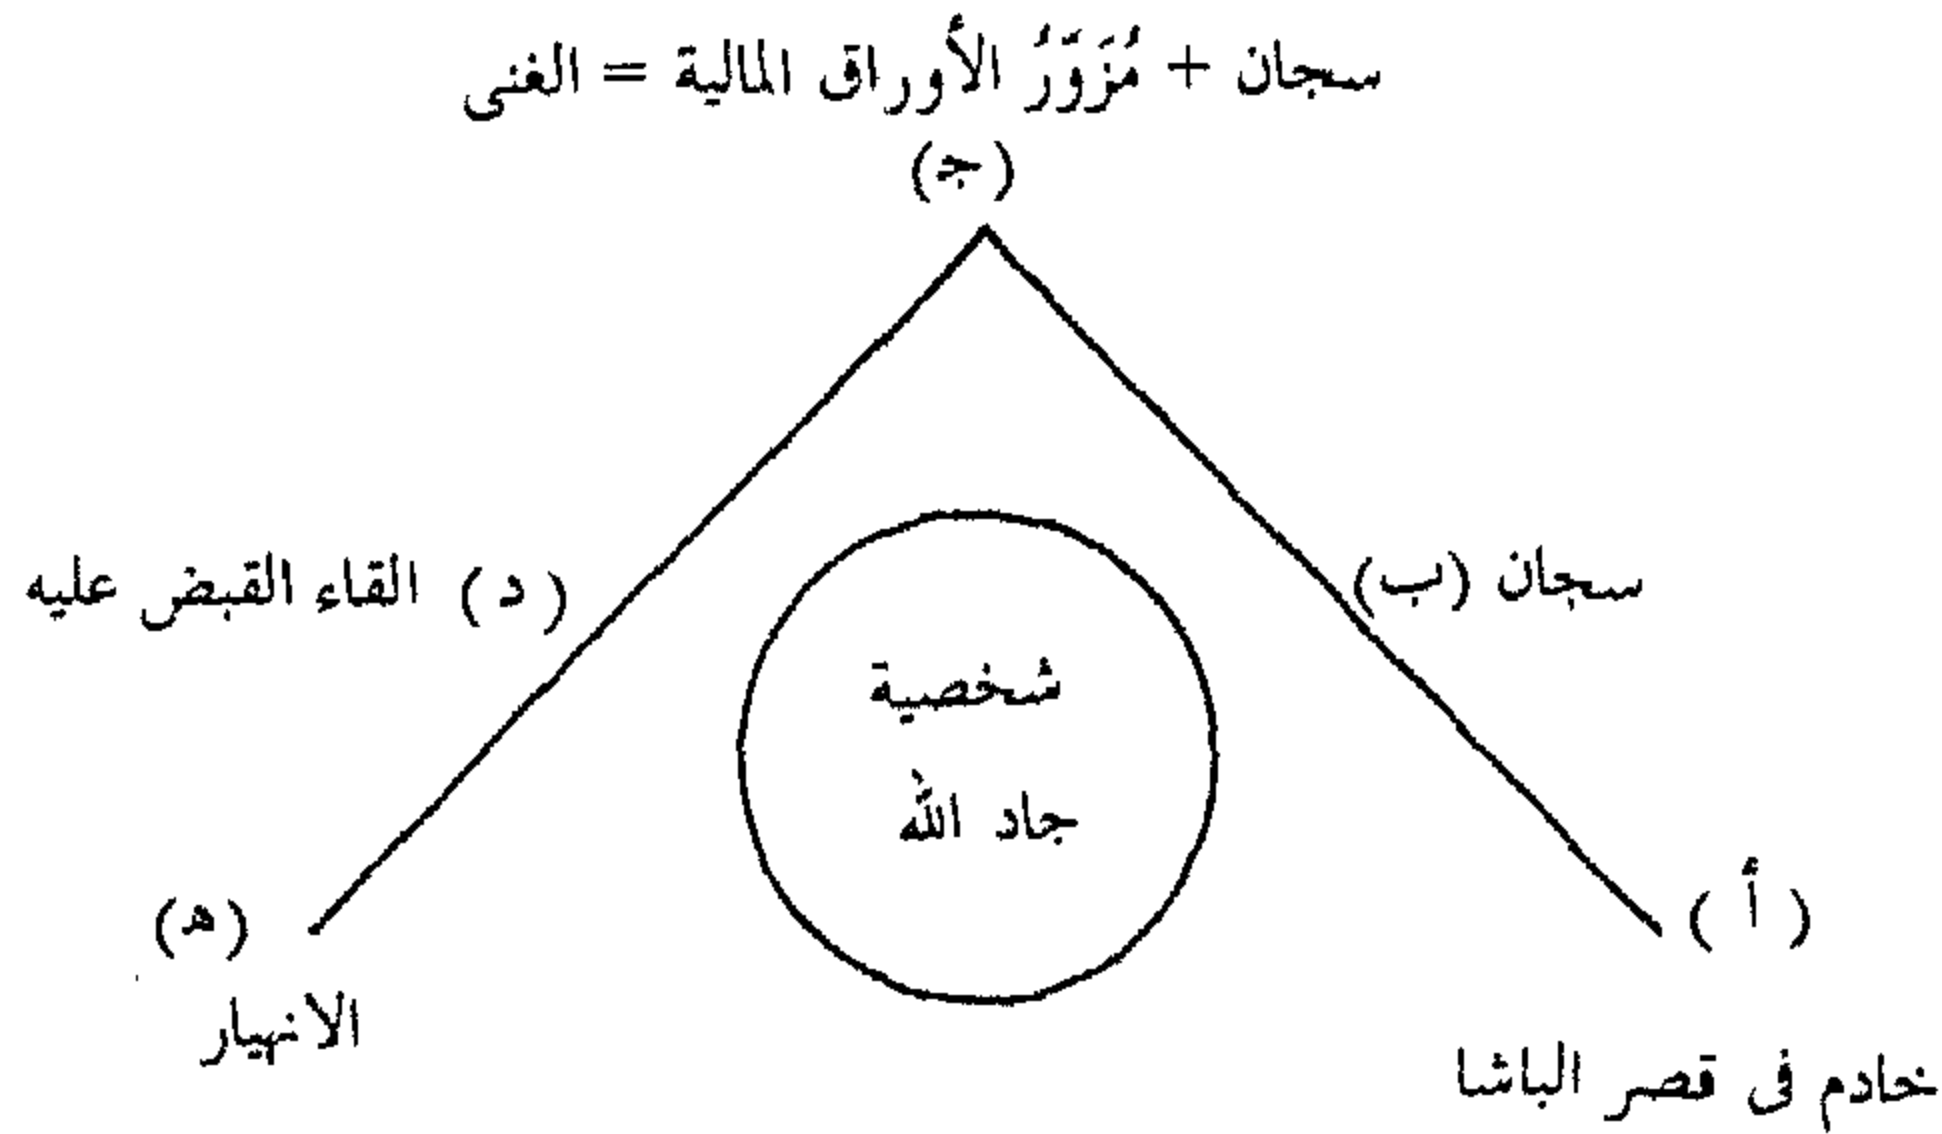 سجان + مُزَوِّرُ الأوراق المالية = الغنى
(جـ)
سجان (ب)
(د) القاء القبض عليه
شخصية
جاد الله
(أ)
خادم فى قصر الباشا
(هـ)
الانهيار